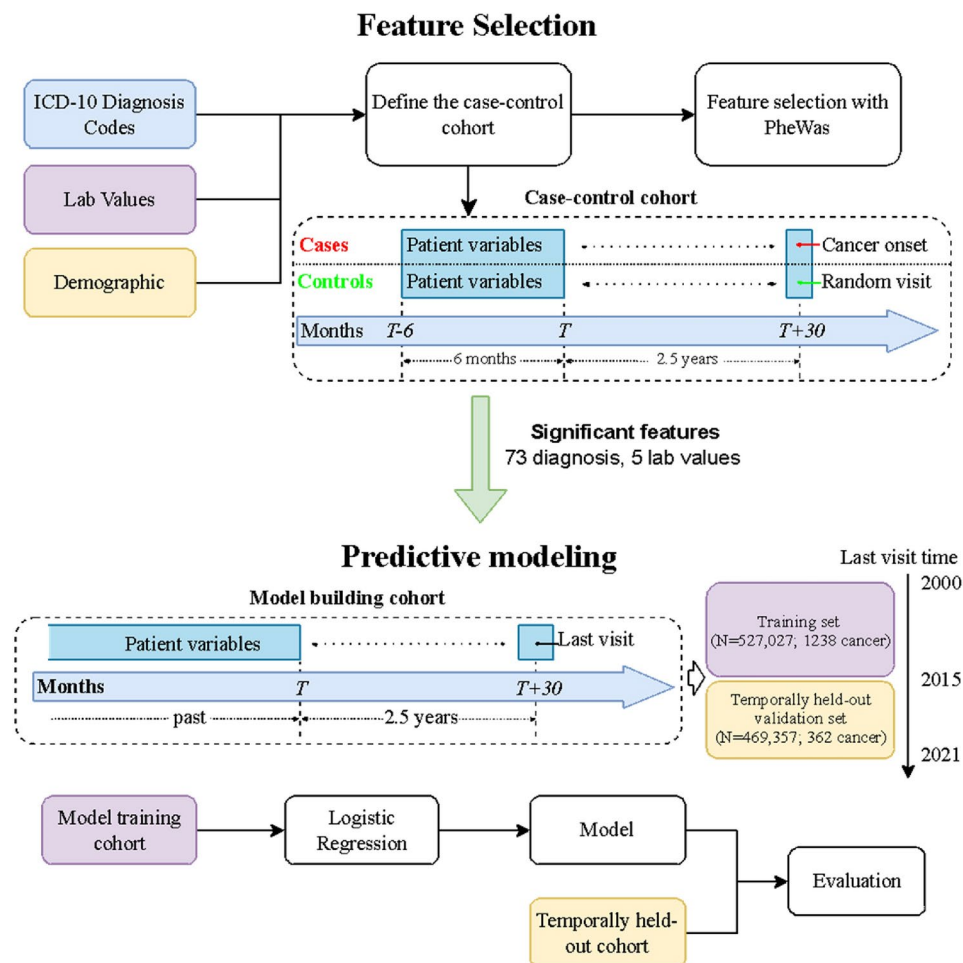 Feature Selection
ICD-10 Diagnosis
Codes
Define the case-control
cohort
Feature selection with
PheWas
Lab Values
Demographic
Case-control cohort
Cases
Patient variables
Cancer onset
Controls
Patient variables
Random visit
Months
T-6
T
T+30
6 months
2.5 years
Significant features
73 diagnosis, 5 lab values
Predictive modeling
Last visit time
Model building cohort
2000
Training set
(N=527,027; 1238 cancer)
Patient variables
Last visit
2015
Months
T
T+30
Temporally held-out
validation set
(N=469,357; 362 cancer)
past
2.5 years
2021
Model training
cohort
Logistic
Regression
Model
Evaluation
Temporally held-
out cohort